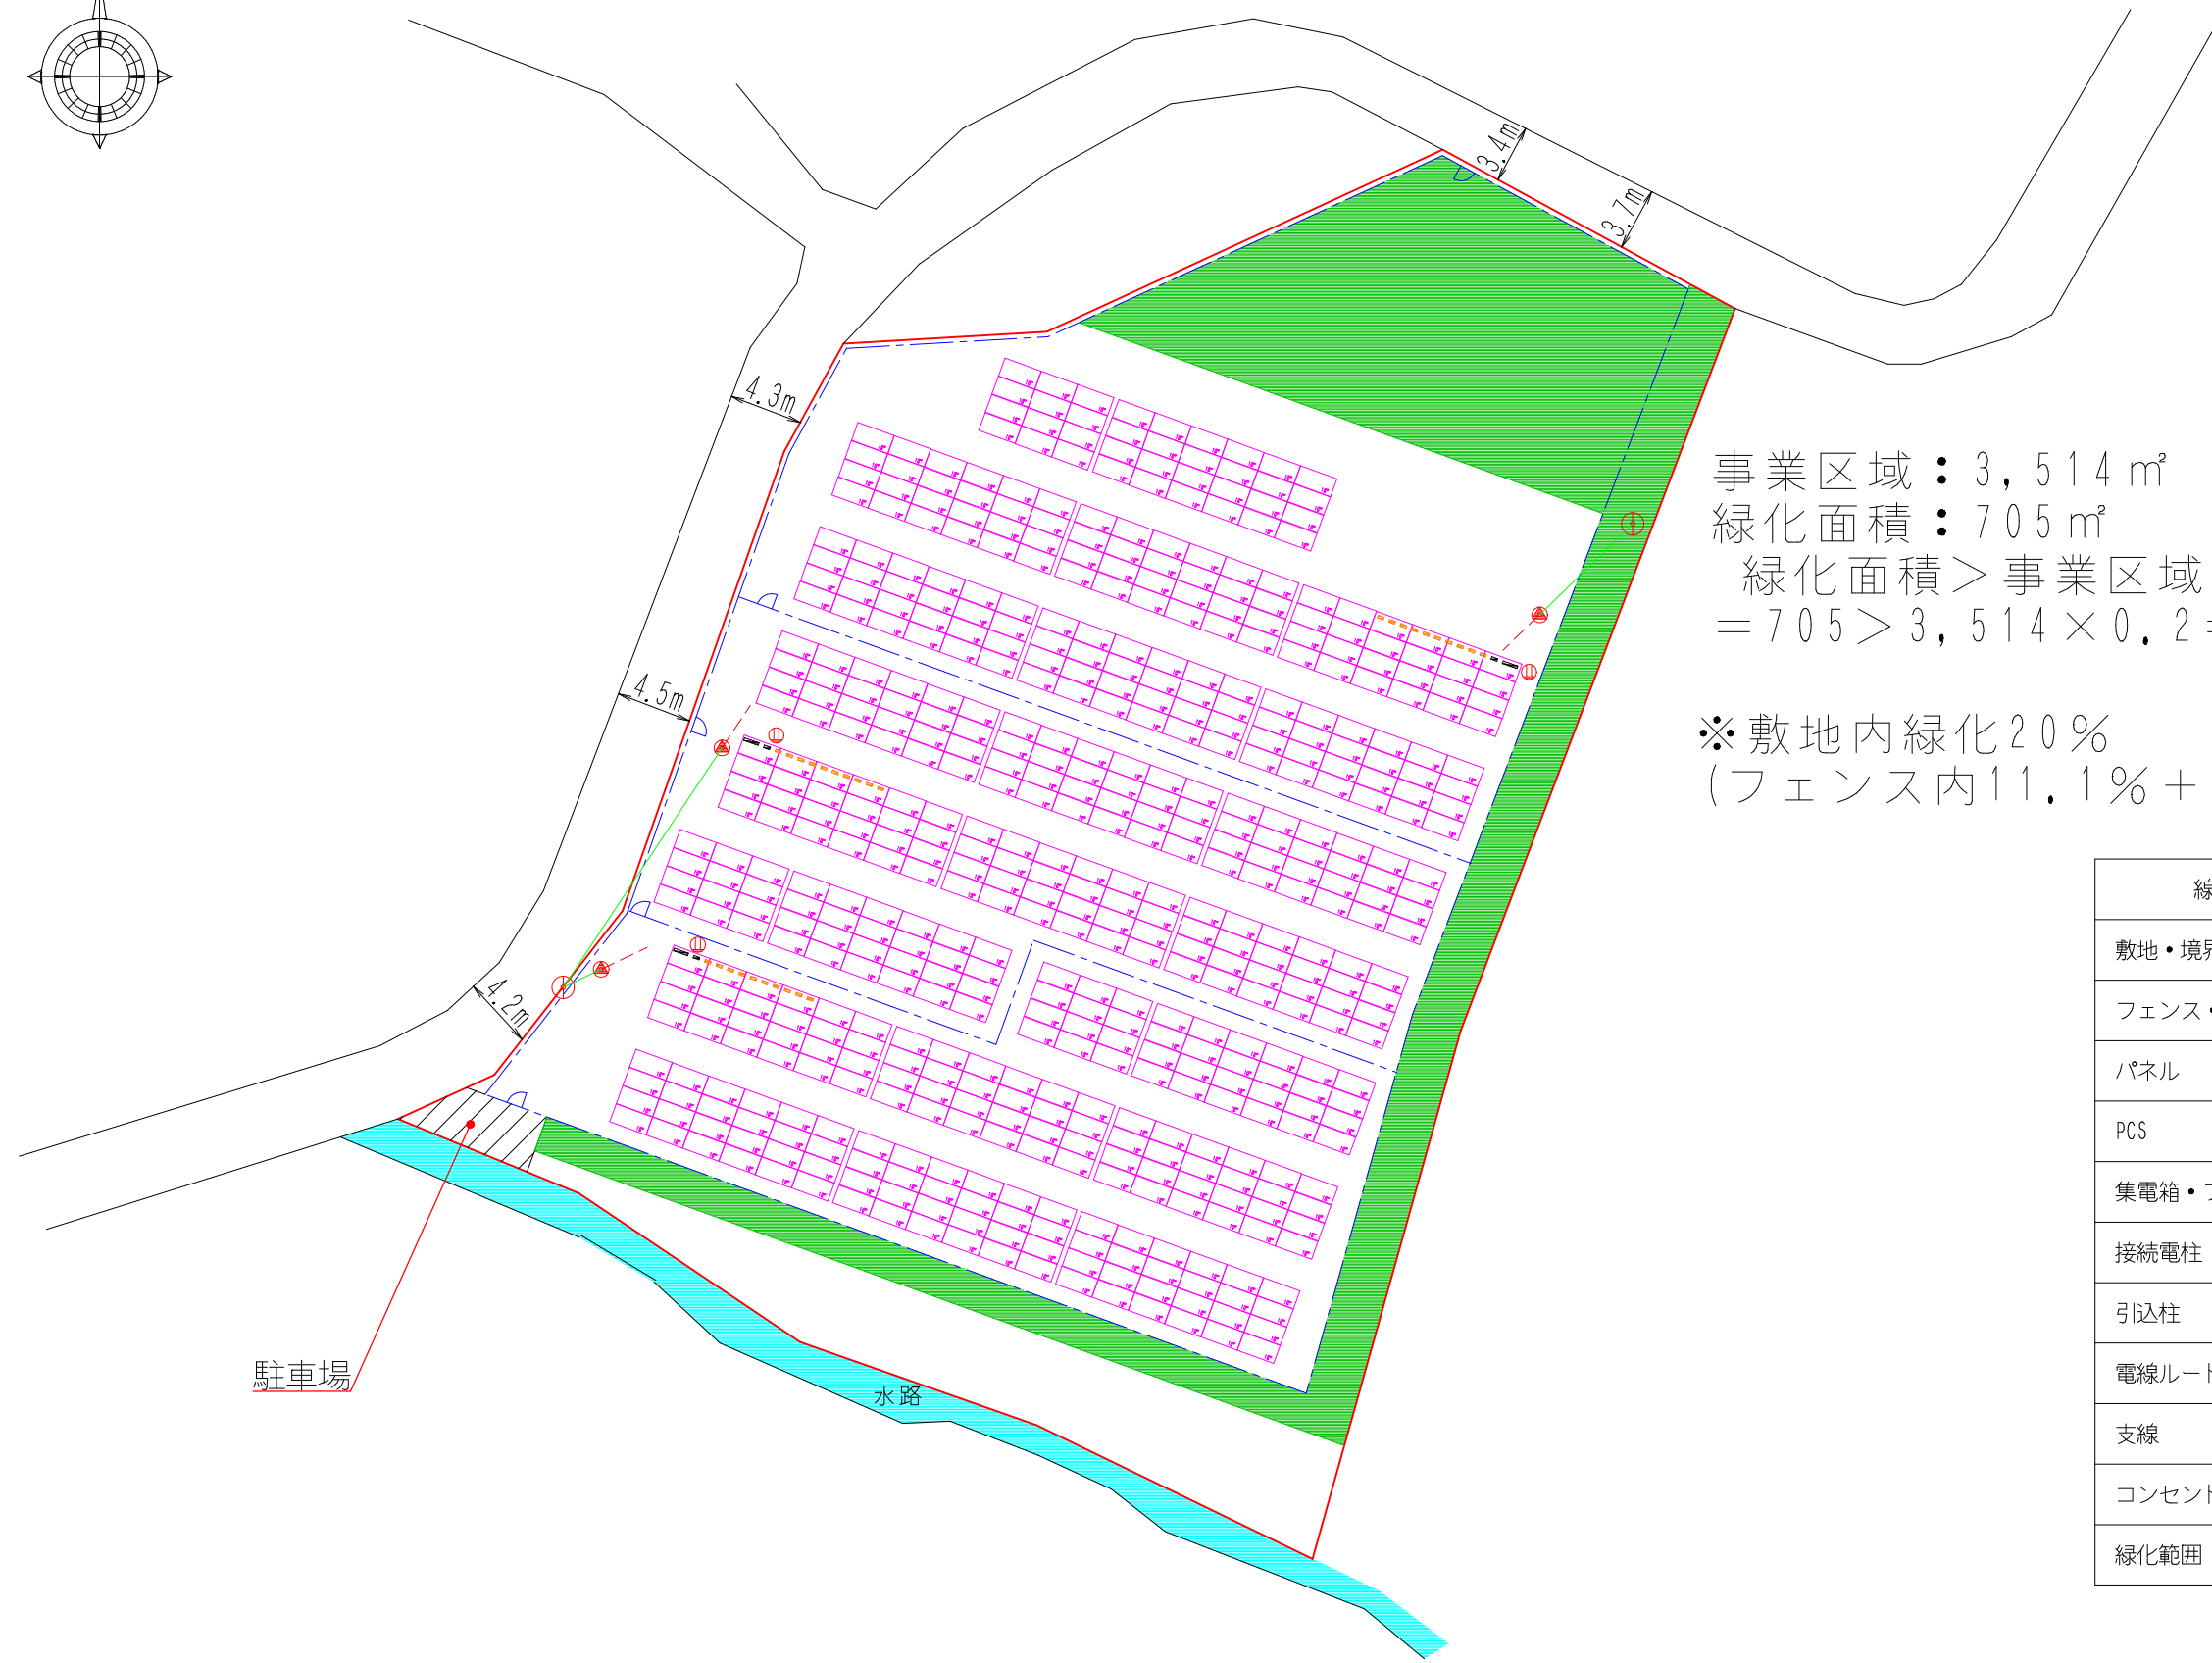 3.4m
3.7m
4.3m
事業区域：3,514㎡
緑化面積：705㎡
緑化面積＞事業区域
＝705＞3,514×0.2
4.5m
※敷地内緑化20％
(フェンス内11.1％＋
敷地・境界
フェンス・
4.2m
パネル
PCS
集電箱・
接続電柱
引込柱
電線ルート
駐車場
水路
支線
コンセント
緑化範囲